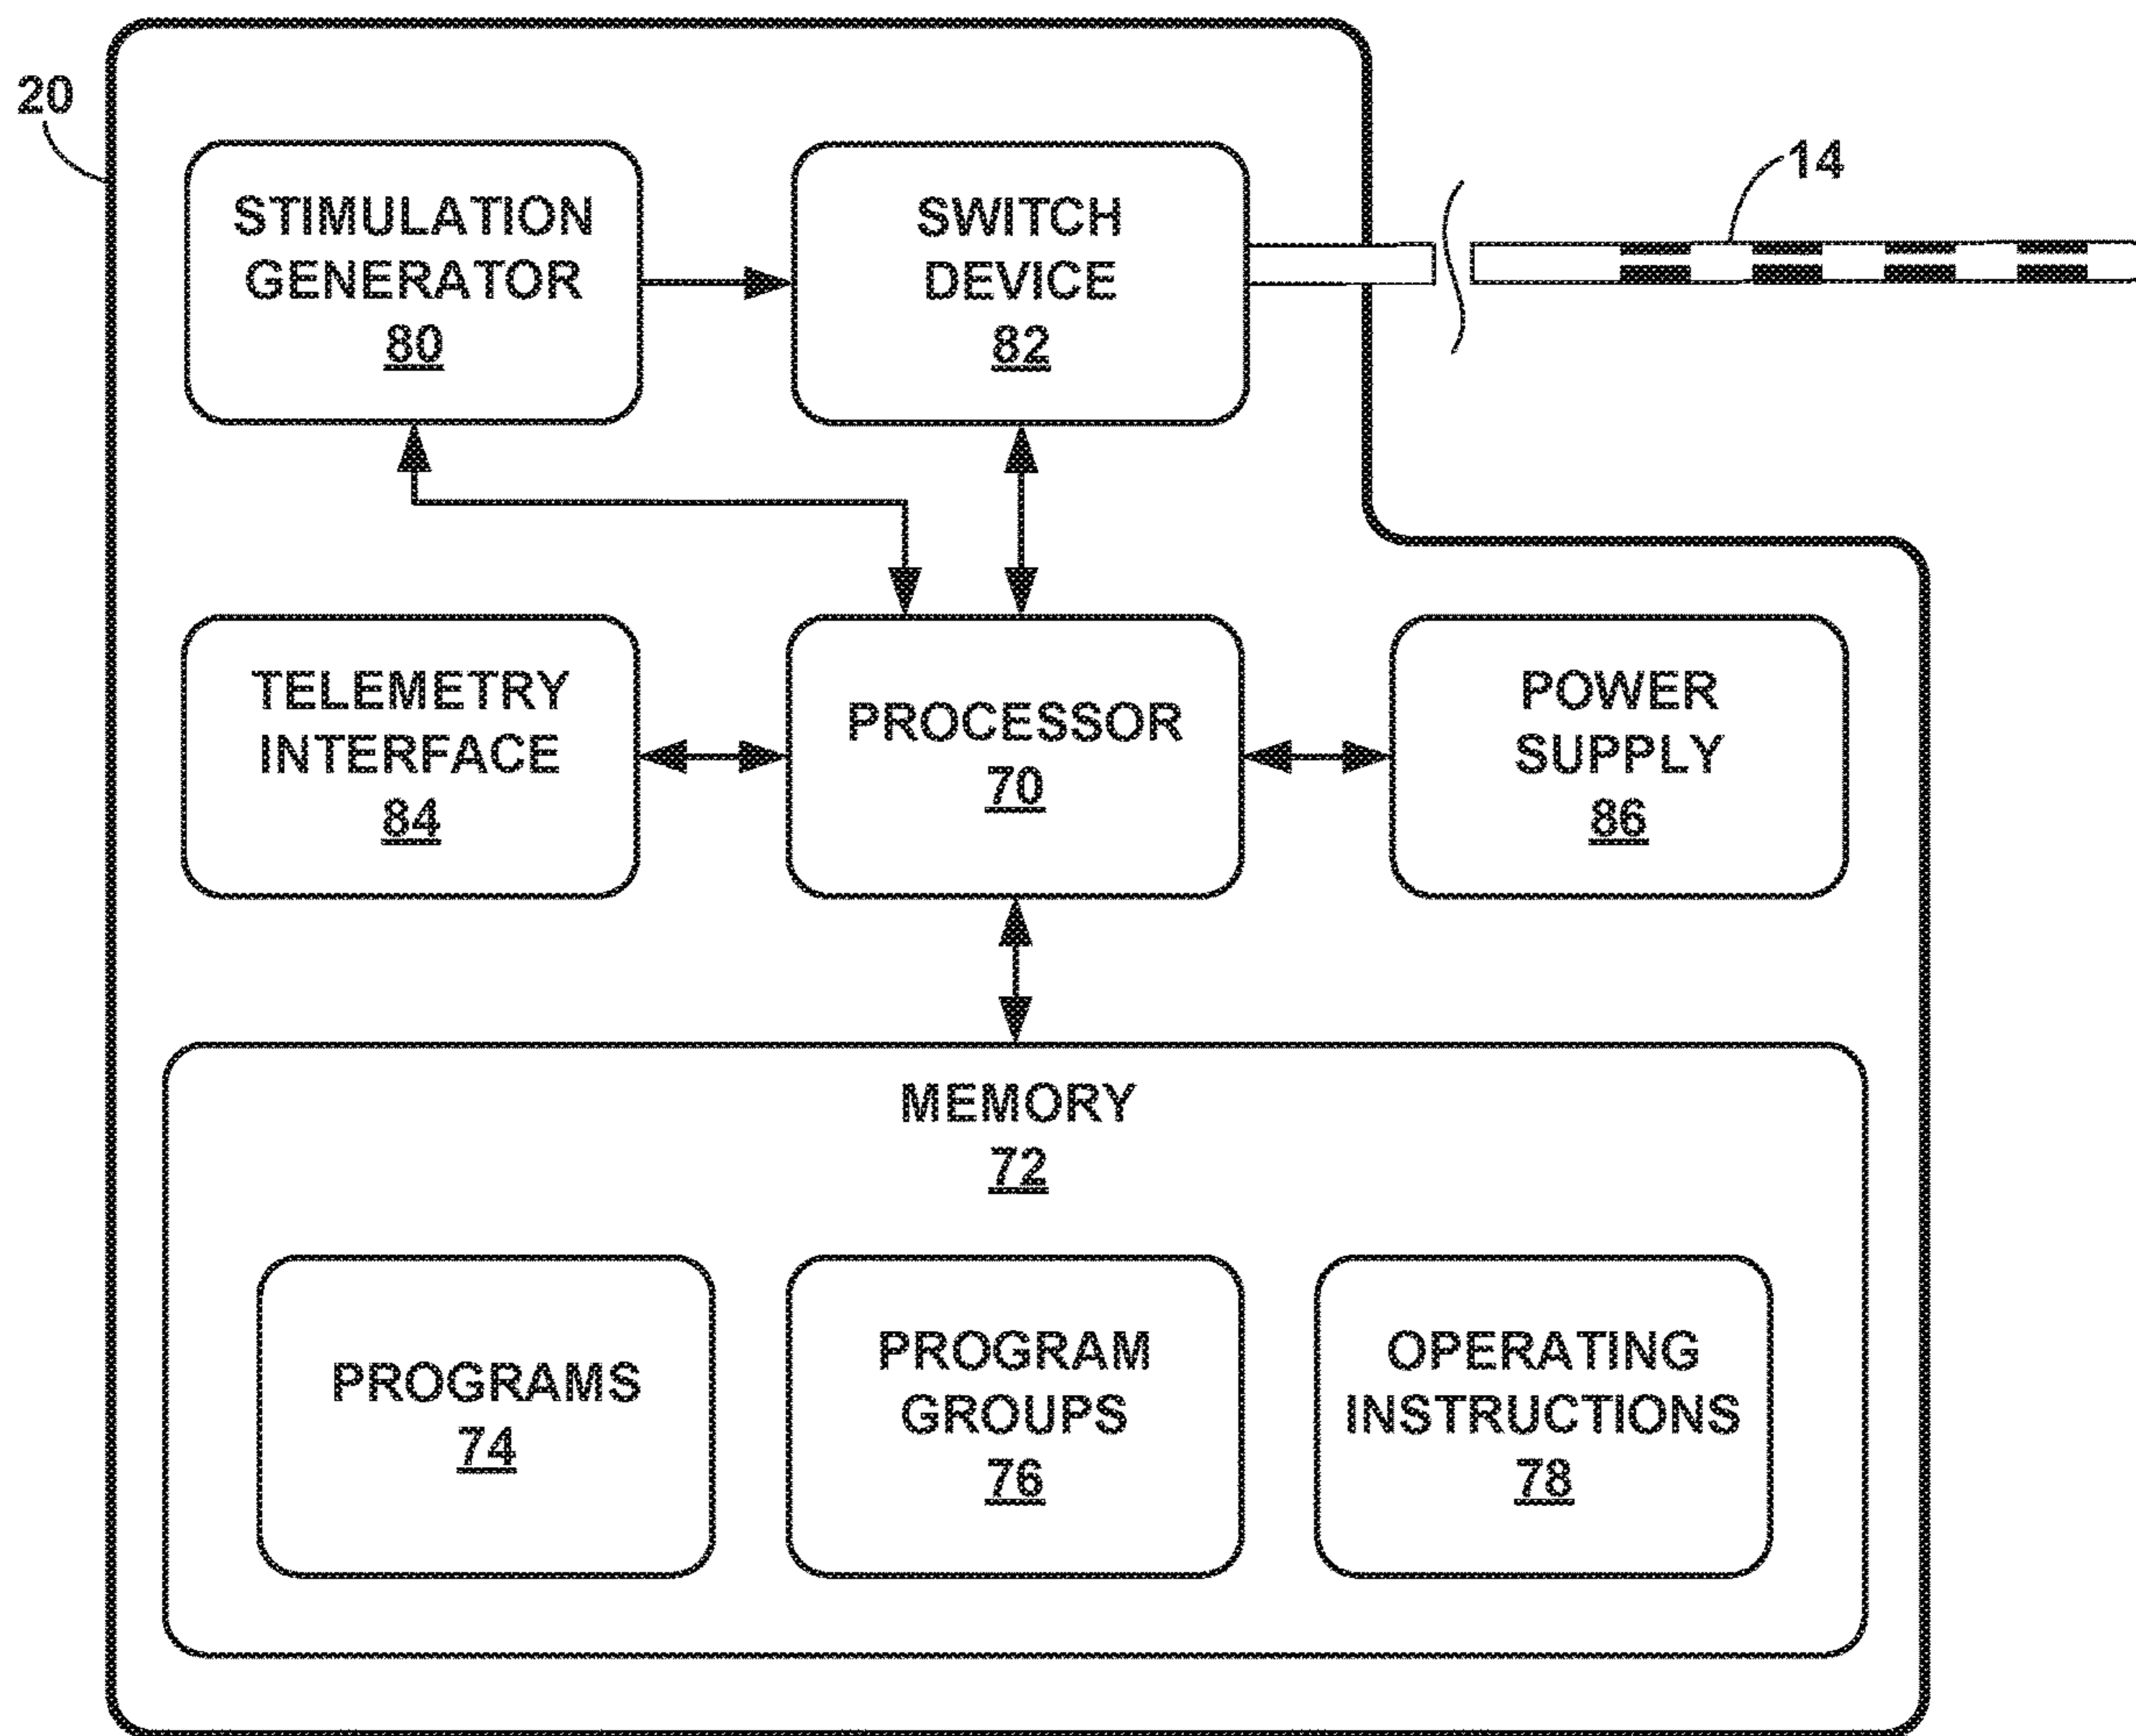 20
14
STIMULATION
GENERATOR
80
SWITCH
DEVICE
82
TELEMETRY
INTERFACE
84
PROCESSOR
70
POWER
SUPPLY
86
MEMORY
72
PROGRAMS
74
PROGRAM
GROUPS
76
OPERATING
INSTRUCTIONS
78